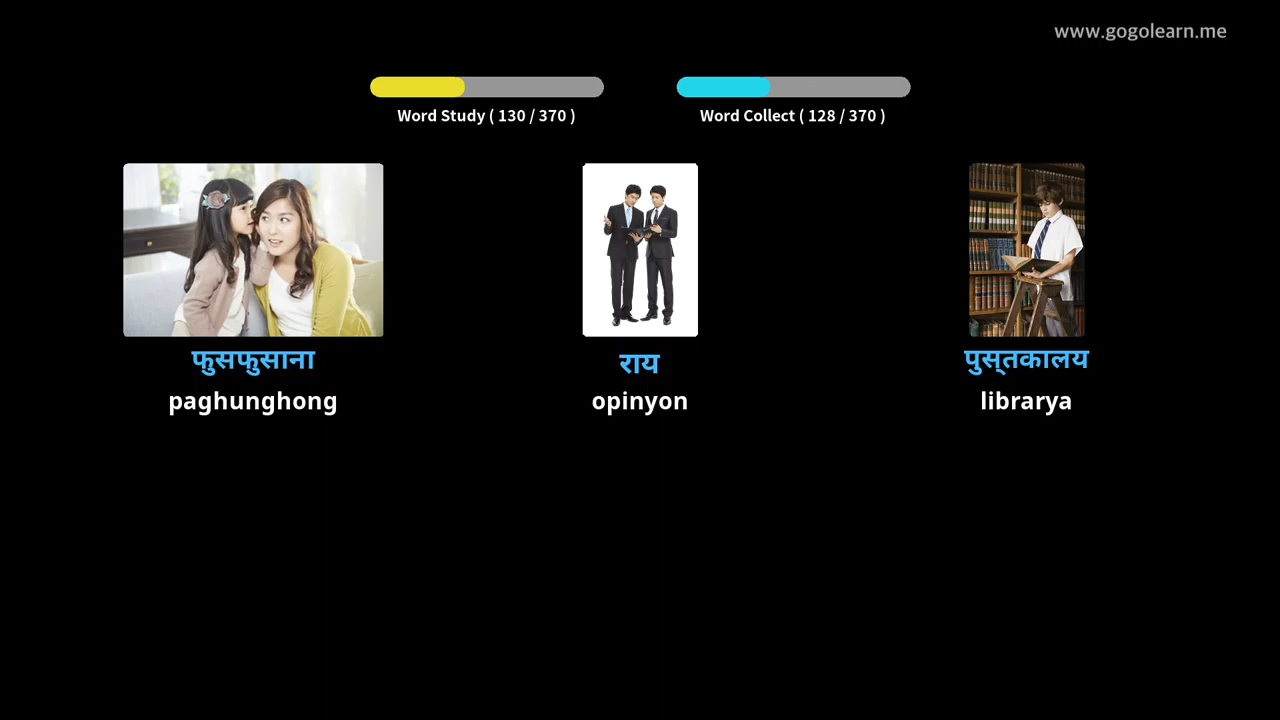 www.gogolearn.me
Word Study ( 130 / 370 )
Word Collect ( 128 / 370 )
फुसफुसाना
राय
पुस्तकालय
paghunghong
opinyon
librarya